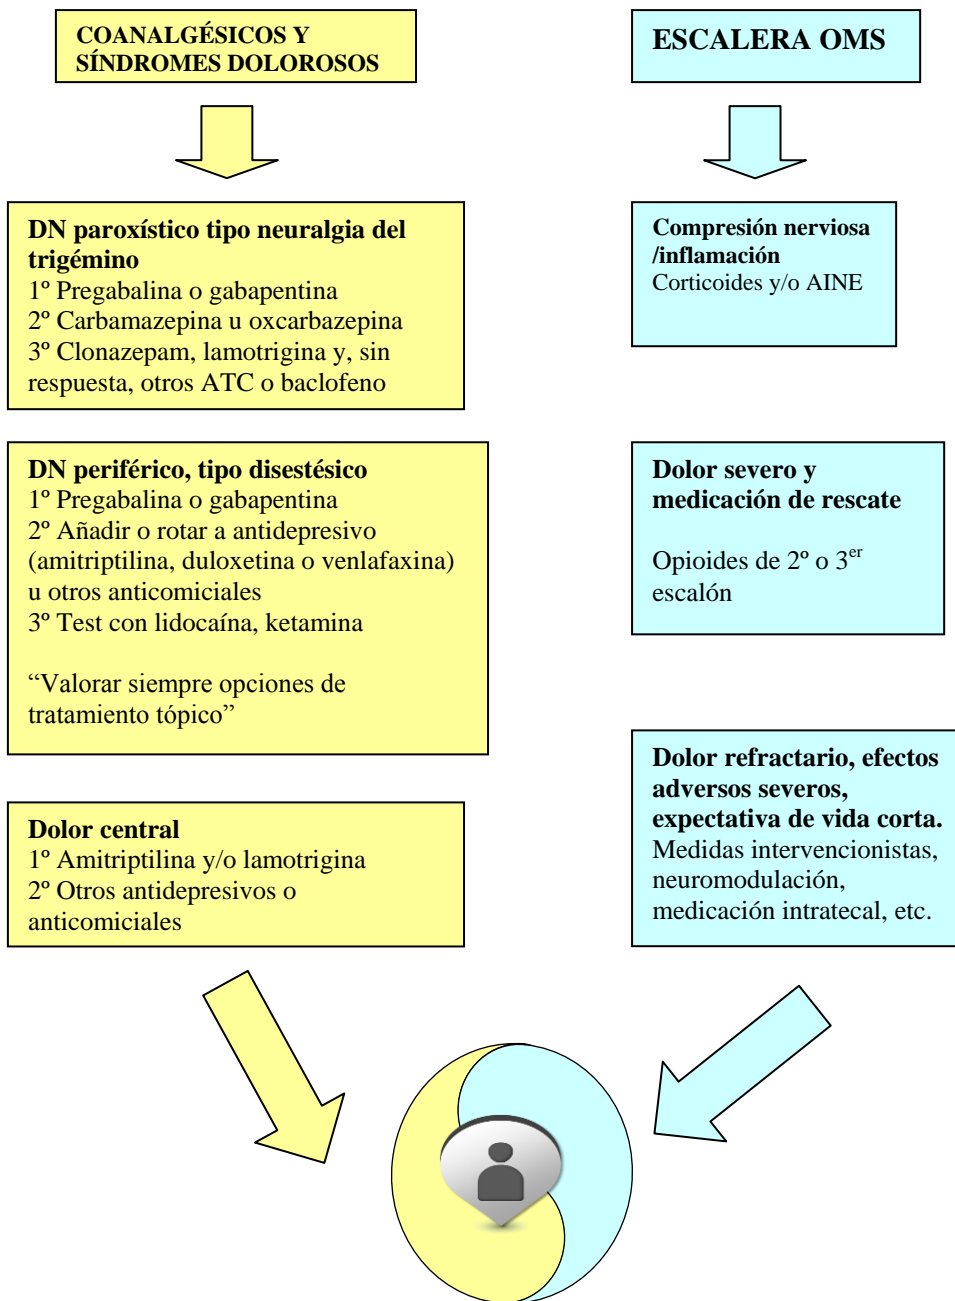 COANALGÉSICOS Y
SÍNDROMES DOLOROSOS
DN paroxístico tipo neuralgia del
trigémino
1º Pregabalina o gabapentina
2º Carbamazepina u oxcarbazepina
3º Clonazepam, lamotrigina y, sin
respuesta, otros ATC o baclofeno
DN periférico, tipo disestésico
1º Pregabalina o gabapentina
2º Añadir o rotar a antidepresivo
(amitriptilina, duloxetina o venlafaxina)
u otros anticomiciales
3º Test con lidocaína, ketamina
“Valorar siempre opciones de
tratamiento tópico”
Dolor central
1º Amitriptilina y/o lamotrigina
2º Otros antidepresivos o
anticomiciales
ESCALERA OMS
Compresión nerviosa
/inflamación
Corticoides y/o AINE
Dolor severo y
medicación de rescate
Opioides de 2º o 3er
escalón
Dolor refractario, efectos
adversos severos,
expectativa de vida corta.
Medidas intervencionistas,
neuromodulación,
medicación intratecal, etc.